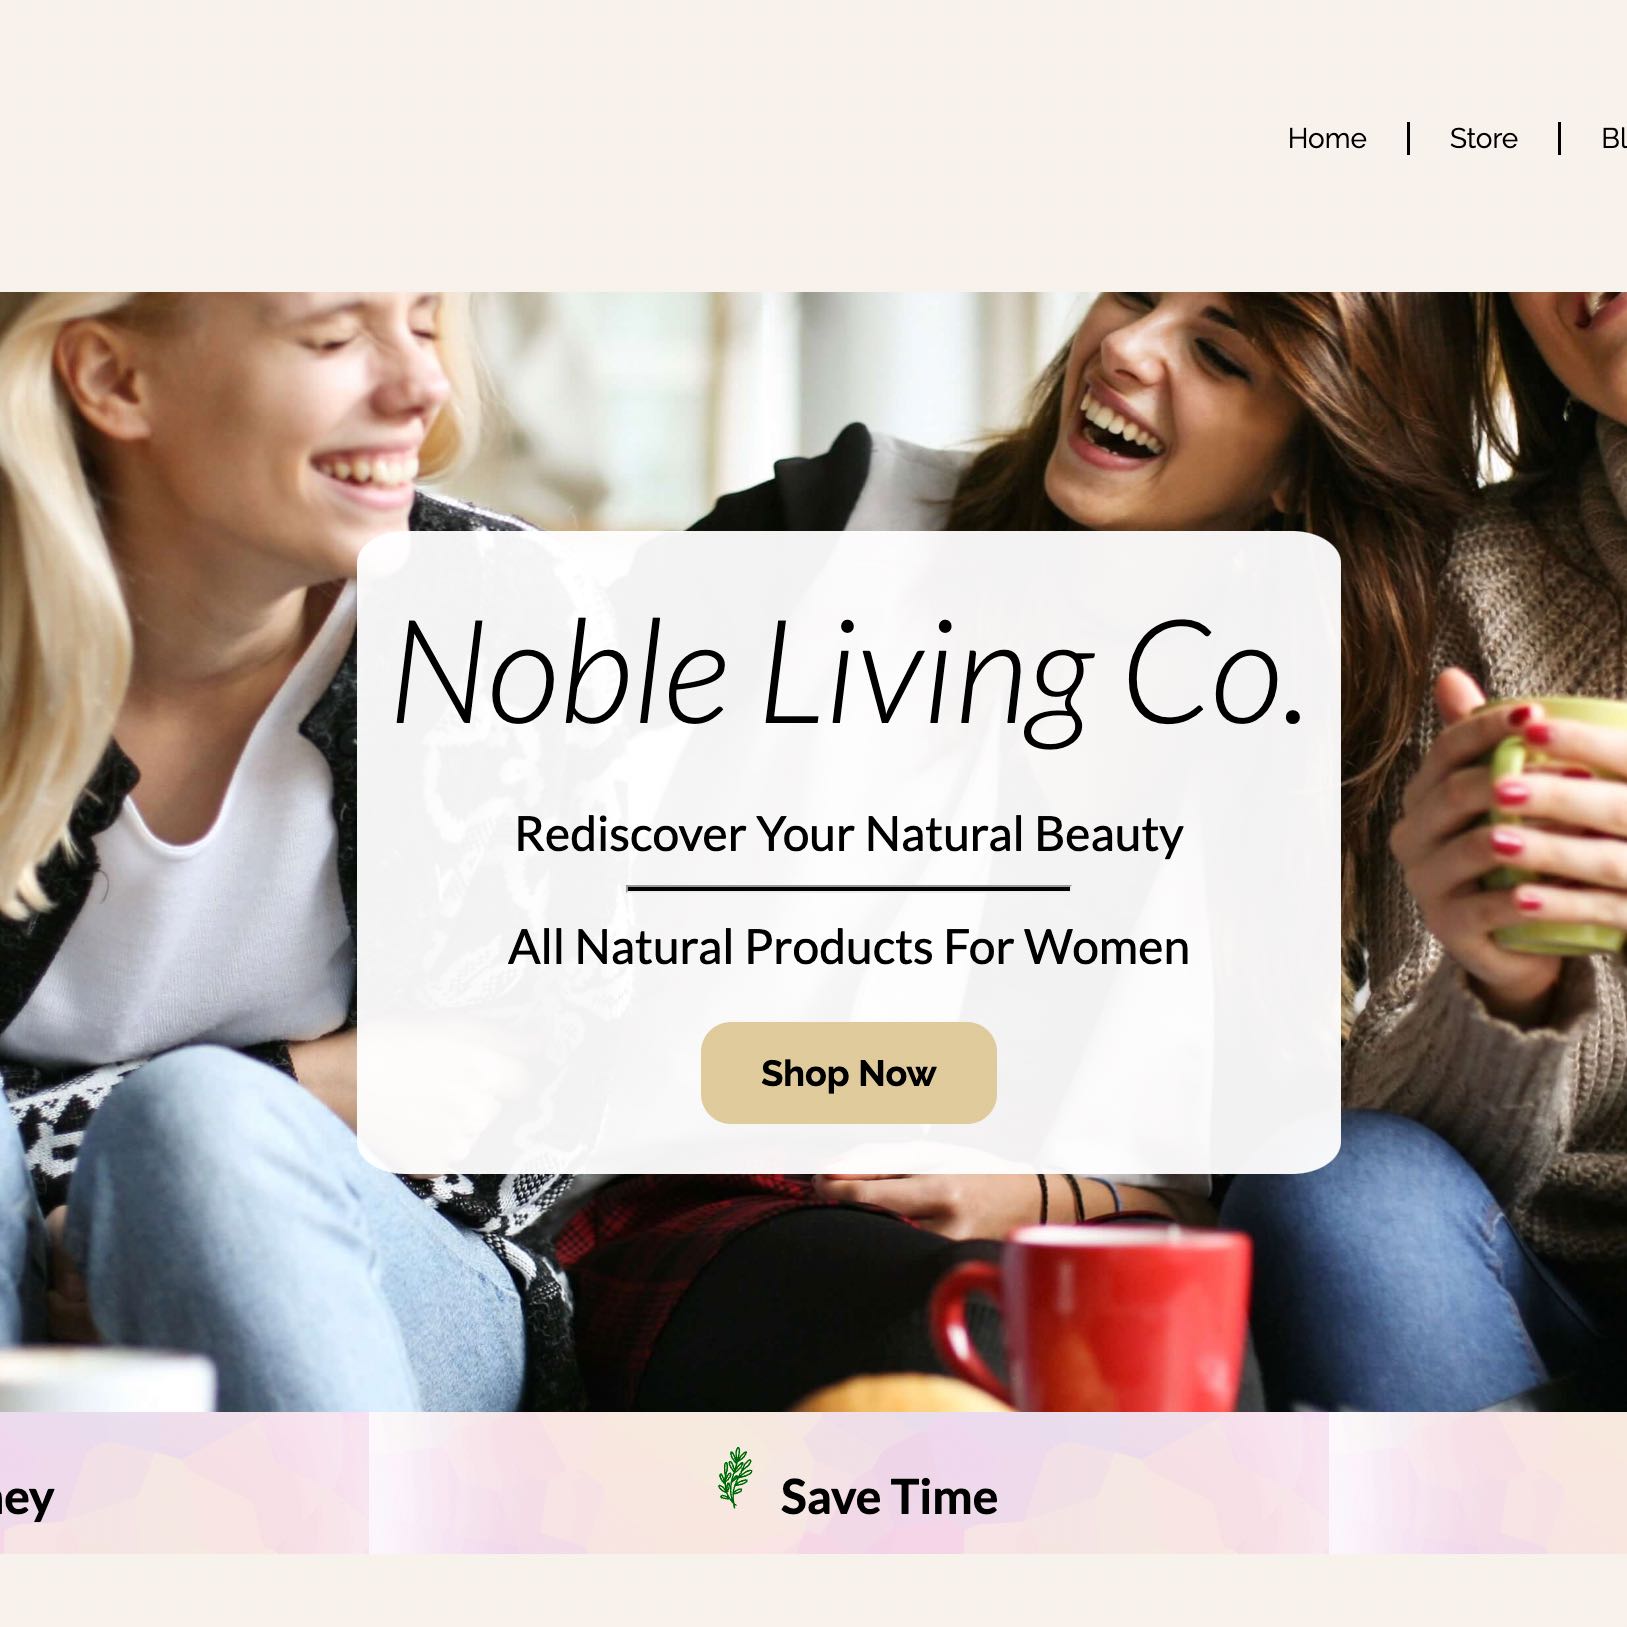 Home | Store | Bl
Noble Living Co.
Rediscover Your Natural Beauty
All Natural Products For Women
Shop Now
ney Save Time